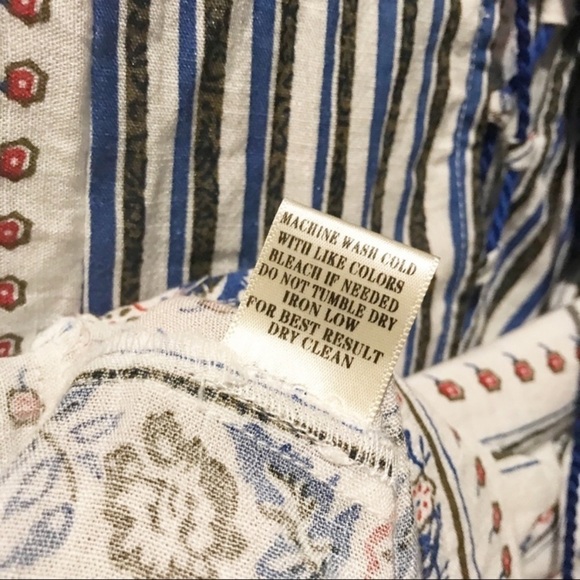 MACHINE WASH COLD
WITH LIKE COLORS
BLEACH IF NEEDED
DO NOT TUMBLE DRY
IRON LOW
FOR BEST RESULT
DRY CLEAN